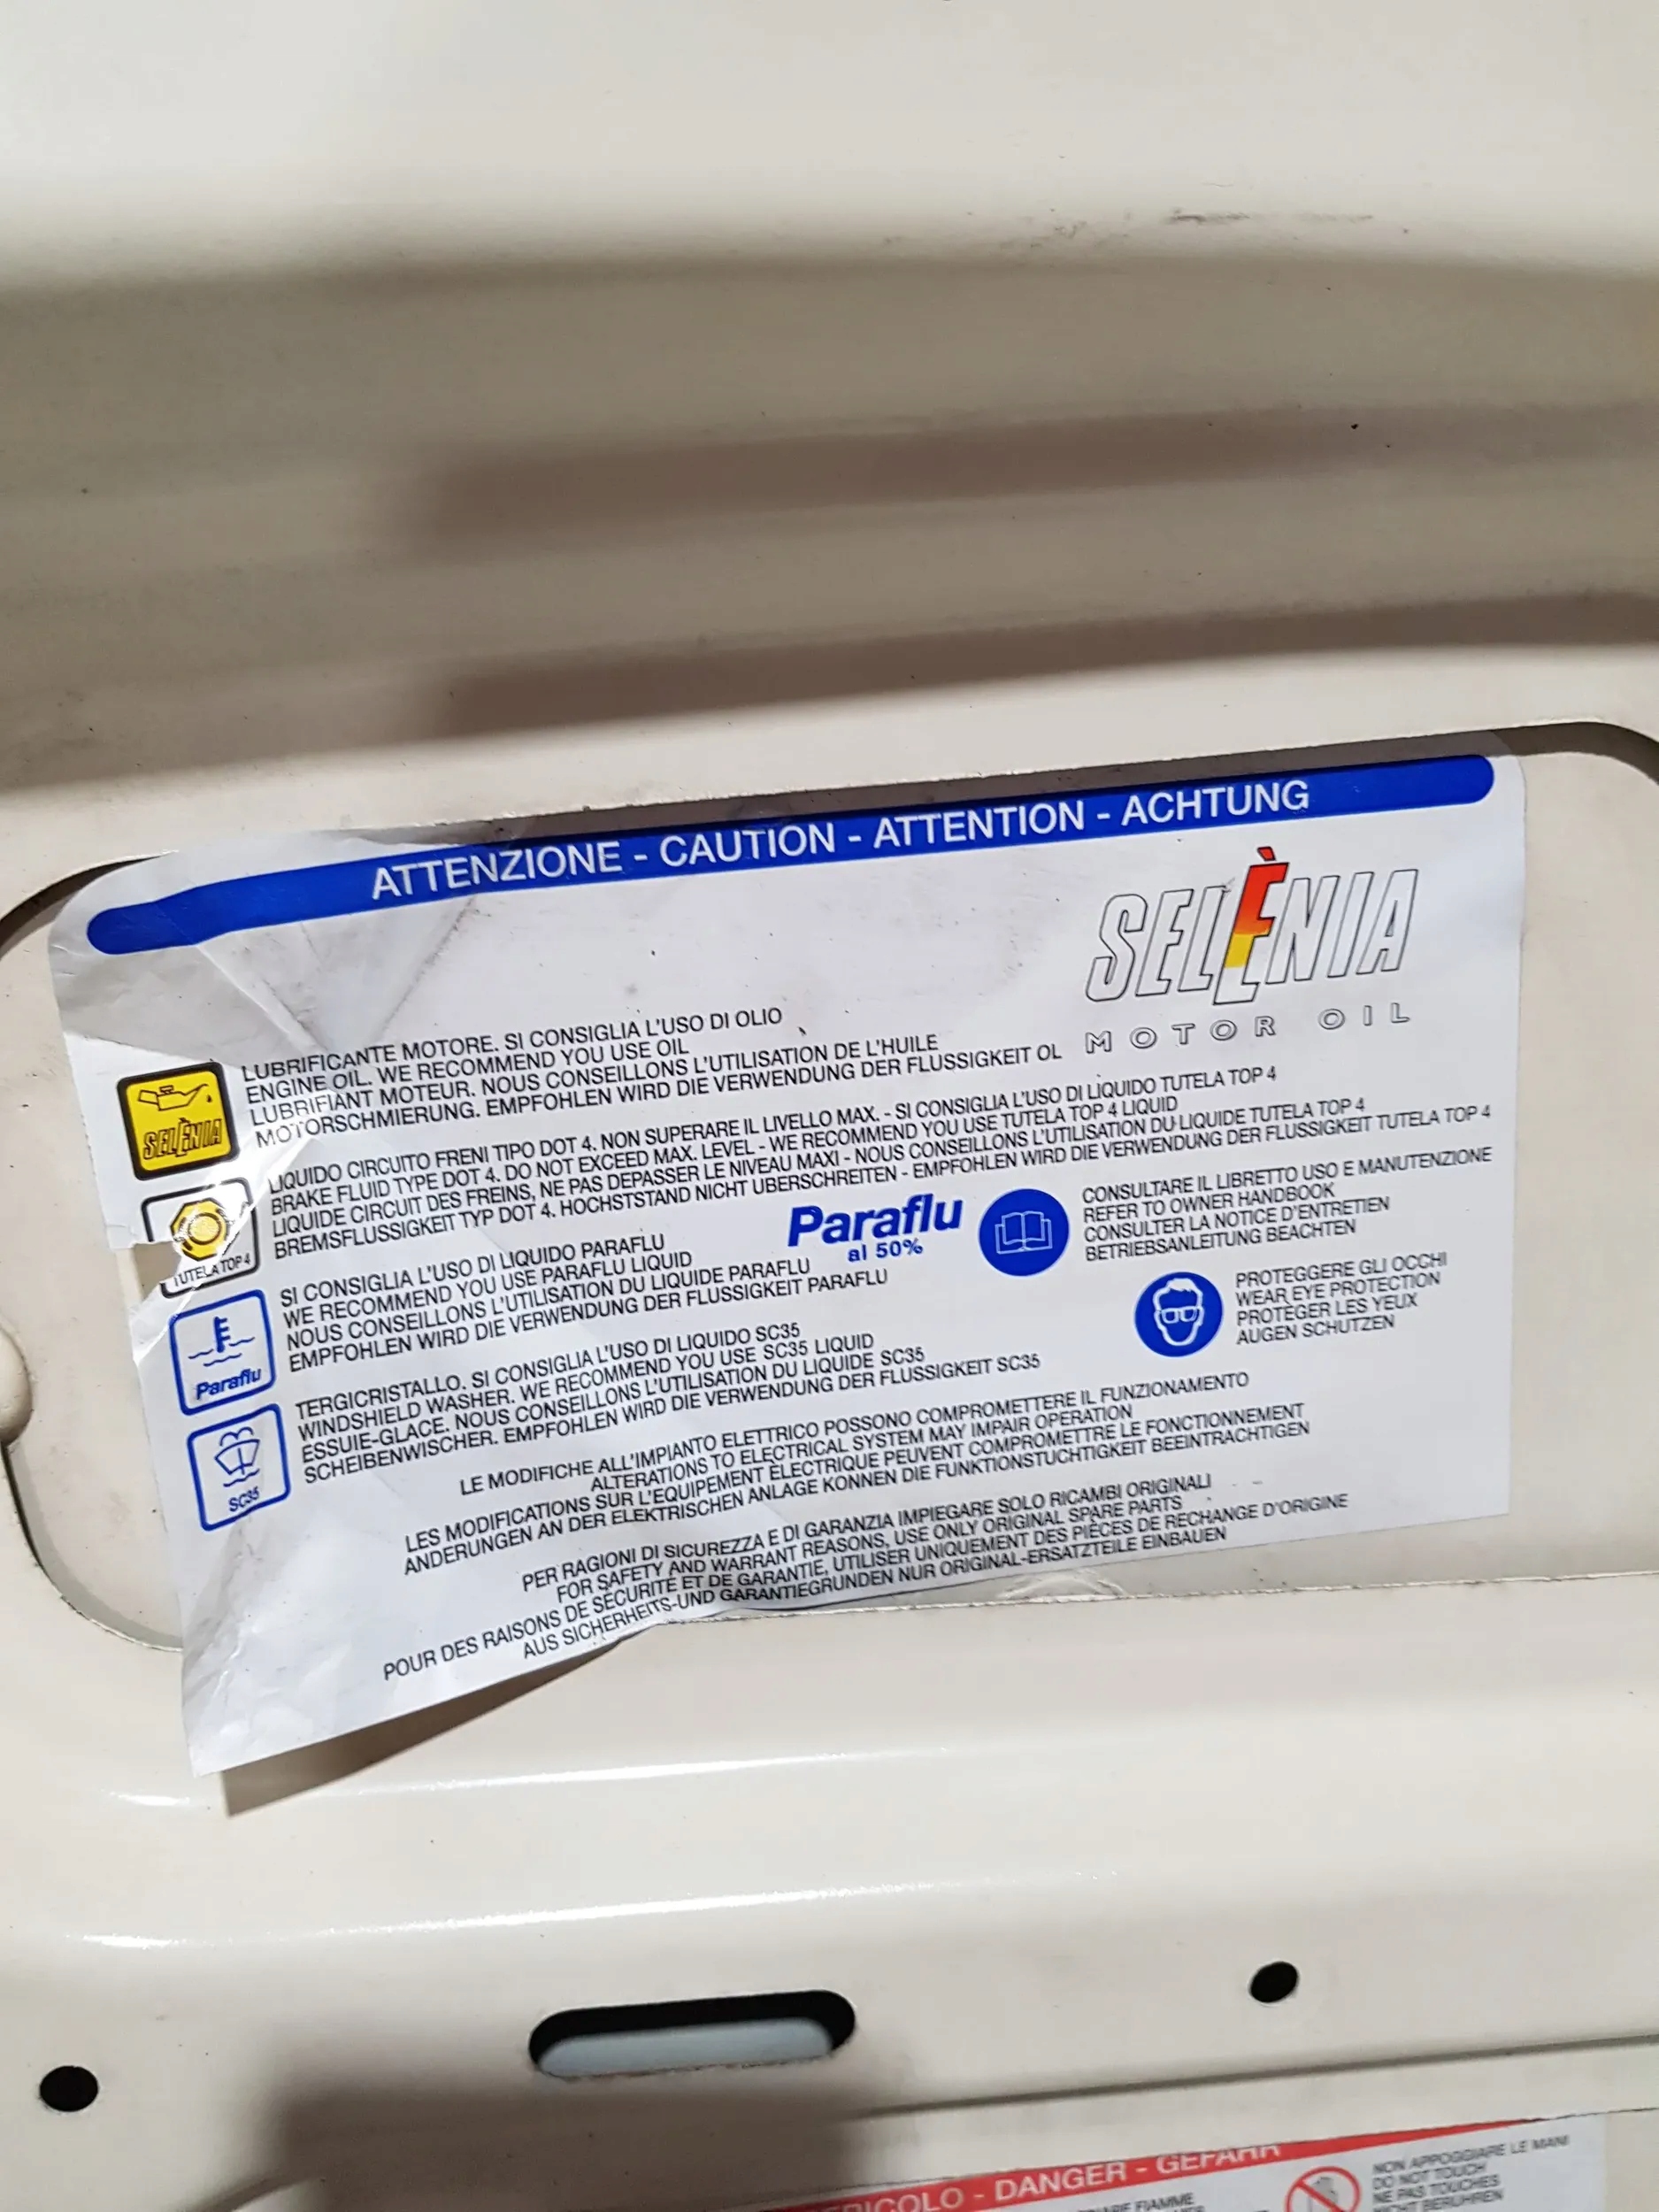 ATTENZIONE - CAUTION - ATTENTION - ACHTUNG
SELÈNIA
MOTOR OIL
SELÈNIA
LUBRIFICANTE MOTORE. SI CONSIGLIA L'USO DI OLIO
ENGINE OIL. WE RECOMMEND YOU USE OIL
LUBRIFIANT MOTEUR. NOUS CONSEILLONS L'UTILISATION DE L'HUILE
MOTORSCHMIERUNG. EMPFOHLEN WIRD DIE VERWENDUNG DER FLUSSIGKEIT OL
TUTELA TOP 4
LIQUIDO CIRCUITO FRENI TIPO DOT 4. NON SUPERARE IL LIVELLO MAX. - SI CONSIGLIA L'USO DI LIQUIDO TUTELA TOP 4
BRAKE FLUID TYPE DOT 4. DO NOT EXCEED MAX. LEVEL - WE RECOMMEND YOU USE TUTELA TOP 4 LIQUID
LIQUIDE CIRCUIT DES FREINS, NE PAS DEPASSER LE NIVEAU MAXI - NOUS CONSEILLONS L'UTILISATION DU LIQUIDE TUTELA TOP 4
BREMSFLUSSIGKEIT TYP DOT 4. HOCHSTSTAND NICHT UBERSCHREITEN - EMPFOHLEN WIRD DIE VERWENDUNG DER FLUSSIGKEIT TUTELA TOP 4
Paraflu
SI CONSIGLIA L'USO DI LIQUIDO PARAFLU
WE RECOMMEND YOU USE PARAFLU LIQUID
NOUS CONSEILLONS L'UTILISATION DU LIQUIDE PARAFLU
EMPFOHLEN WIRD DIE VERWENDUNG DER FLUSSIGKEIT PARAFLU
Paraflu
al 50%
CONSULTARE IL LIBRETTO USO E MANUTENZIONE
REFER TO OWNER HANDBOOK
CONSULTER LA NOTICE D'ENTRETIEN
BETRIEBSANLEITUNG BEACHTEN
PROTEGGERE GLI OCCHI
WEAR EYE PROTECTION
PROTÉGER LES YEUX
AUGEN SCHUTZEN
SC35
TERGICRISTALLO. SI CONSIGLIA L'USO DI LIQUIDO SC35
WINDSHIELD WASHER. WE RECOMMEND YOU USE SC35 LIQUID
ESSUIE-GLACE. NOUS CONSEILLONS L'UTILISATION DU LIQUIDE SC35
SCHEIBENWISCHER. EMPFOHLEN WIRD DIE VERWENDUNG DER FLUSSIGKEIT SC35
LE MODIFICHE ALL'IMPIANTO ELETTRICO POSSONO COMPROMETTERE IL FUNZIONAMENTO
ALTERATIONS TO ELECTRICAL SYSTEM MAY IMPAIR OPERATION
LES MODIFICATIONS SUR L'EQUIPEMENT ÉLECTRIQUE PEUVENT COMPROMETTRE LE FONCTIONNEMENT
ANDERUNGEN AN DER ELEKTRISCHEN ANLAGE KONNEN DIE FUNKTIONSTUCHTIGKEIT BEEINTRACHTIGEN
PER RAGIONI DI SICUREZZA E DI GARANZIA IMPIEGARE SOLO RICAMBI ORIGINALI
FOR SAFETY AND WARRANT REASONS, USE ONLY ORIGINAL SPARE PARTS
POUR DES RAISONS DE SÉCURITÉ ET DE GARANTIE, UTILISER UNIQUEMENT DES PIÈCES DE RECHANGE D'ORIGINE
AUS SICHERHEITS-UND GARANTIEGRUNDEN NUR ORIGINAL-ERSATZTEILE EINBAUEN
DANGER - GEFAHR
NON APPOGGIARE LE MANI
DO NOT TOUCH
NE PAS TOUCHER
NICHT BERUHREN
FIAMME